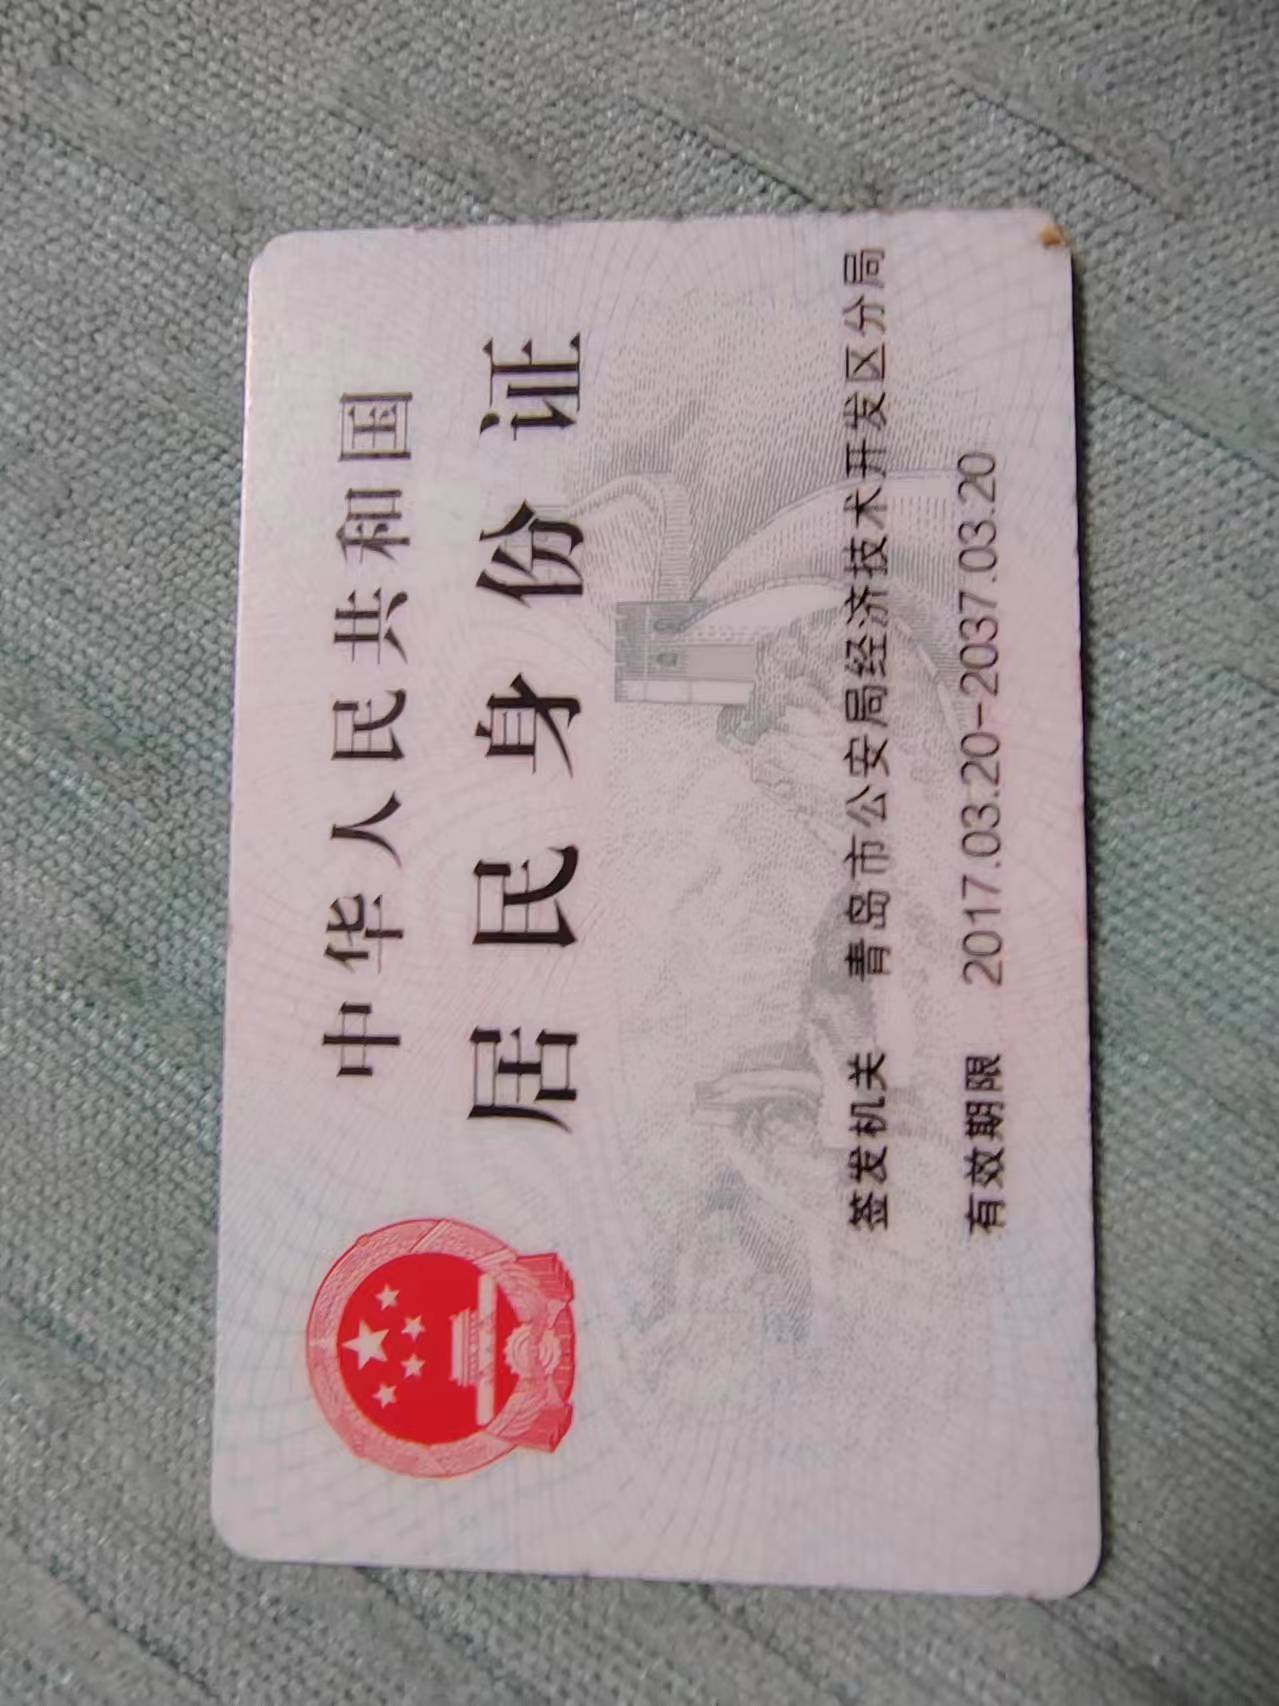 中华人民共和国
居民身份证
签发机关 青岛市公安局经济技术开发区分局
有效期限 2017.03.20-2037.03.20